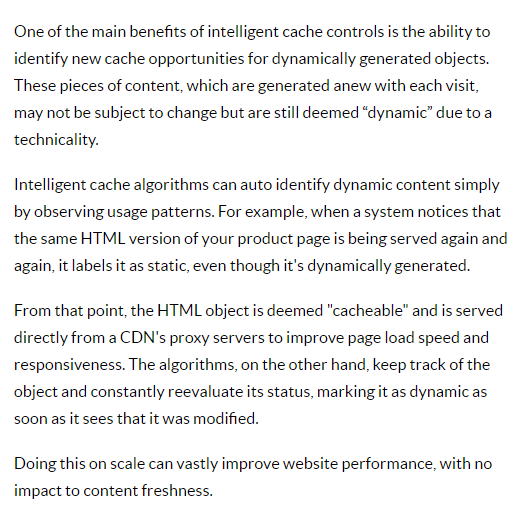 One of the main benefits of intelligent cache controls is the ability to
identify new cache opportunities for dynamically generated objects.
These pieces of content, which are generated anew with each visit,
may not be subject to change but are still deemed “dynamic” due to a
technicality.
Intelligent cache algorithms can auto identify dynamic content simply
by observing usage patterns. For example, when a system notices that
the same HTML version of your product page is being served again and
again, it labels it as static, even though it's dynamically generated.
From that point, the HTML object is deemed "cacheable" and is served
directly from a CDN's proxy servers to improve page load speed and
responsiveness. The algorithms, on the other hand, keep track of the
object and constantly reevaluate its status, marking it as dynamic as
soon as it sees that it was modified.
Doing this on scale can vastly improve website performance, with no
impact to content freshness.